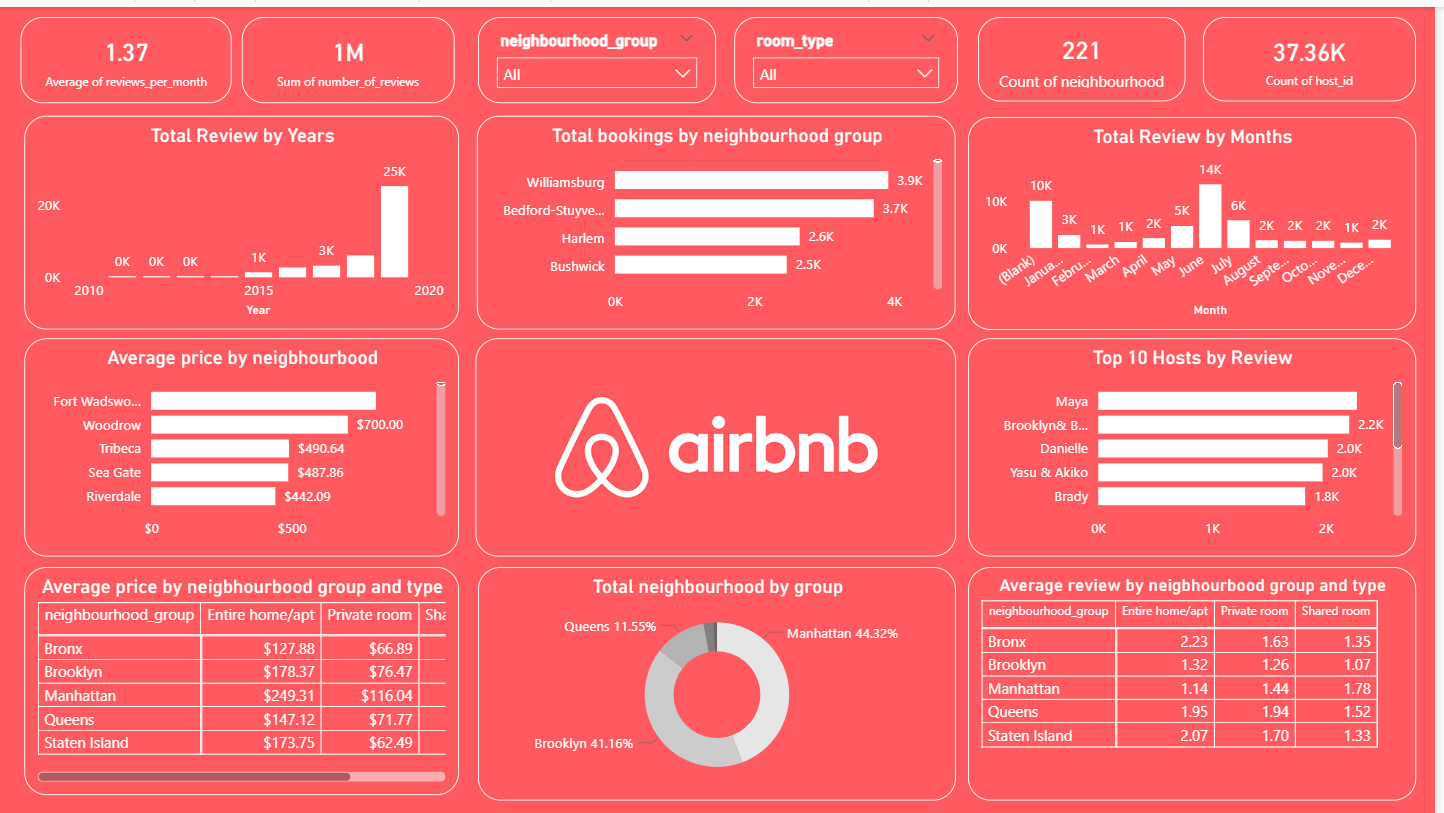 1.37
Average of reviews_per_month
1M
Sum of number_of_reviews
neighbourhood_group
All
room_type
All
221
Count of neighbourhood
37.36K
Count of host_id
Total Review by Years
20K
0K
0K 0K 0K 1K 3K 25K
2010 2015 2020
Year
Total bookings by neighbourhood group
Williamsburg 3.9K
Bedford-Stuyve... 3.7K
Harlem 2.6K
Bushwick 2.5K
0K 2K 4K
Total Review by Months
10K
0K
10K 3K 1K 1K 2K 5K 14K 6K 2K 2K 2K 1K 2K
(Blank) Janua... Febru... March April May June July August Septe... Octo... Nove... Dece...
Month
Average price by neigbhourbood
Fort Wadswo...
Woodrow $700.00
Tribeca $490.64
Sea Gate $487.86
Riverdale $442.09
$0 $500
airbnb
Top 10 Hosts by Review
Maya
Brooklyn& B... 2.2K
Danielle 2.0K
Yasu & Akiko 2.0K
Brady 1.8K
0K 1K 2K
Average price by neigbhourbood group and type
neighbourhood_group Entire home/apt Private room Sha
Bronx $127.88 $66.89
Brooklyn $178.37 $76.47
Manhattan $249.31 $116.04
Queens $147.12 $71.77
Staten Island $173.75 $62.49
Total neighbourhood by group
Queens 11.55%
Manhattan 44.32%
Brooklyn 41.16%
Average review by neigbhourbood group and type
neighbourhood_group Entire home/apt Private room Shared room
Bronx 2.23 1.63 1.35
Brooklyn 1.32 1.26 1.07
Manhattan 1.14 1.44 1.78
Queens 1.95 1.94 1.52
Staten Island 2.07 1.70 1.33